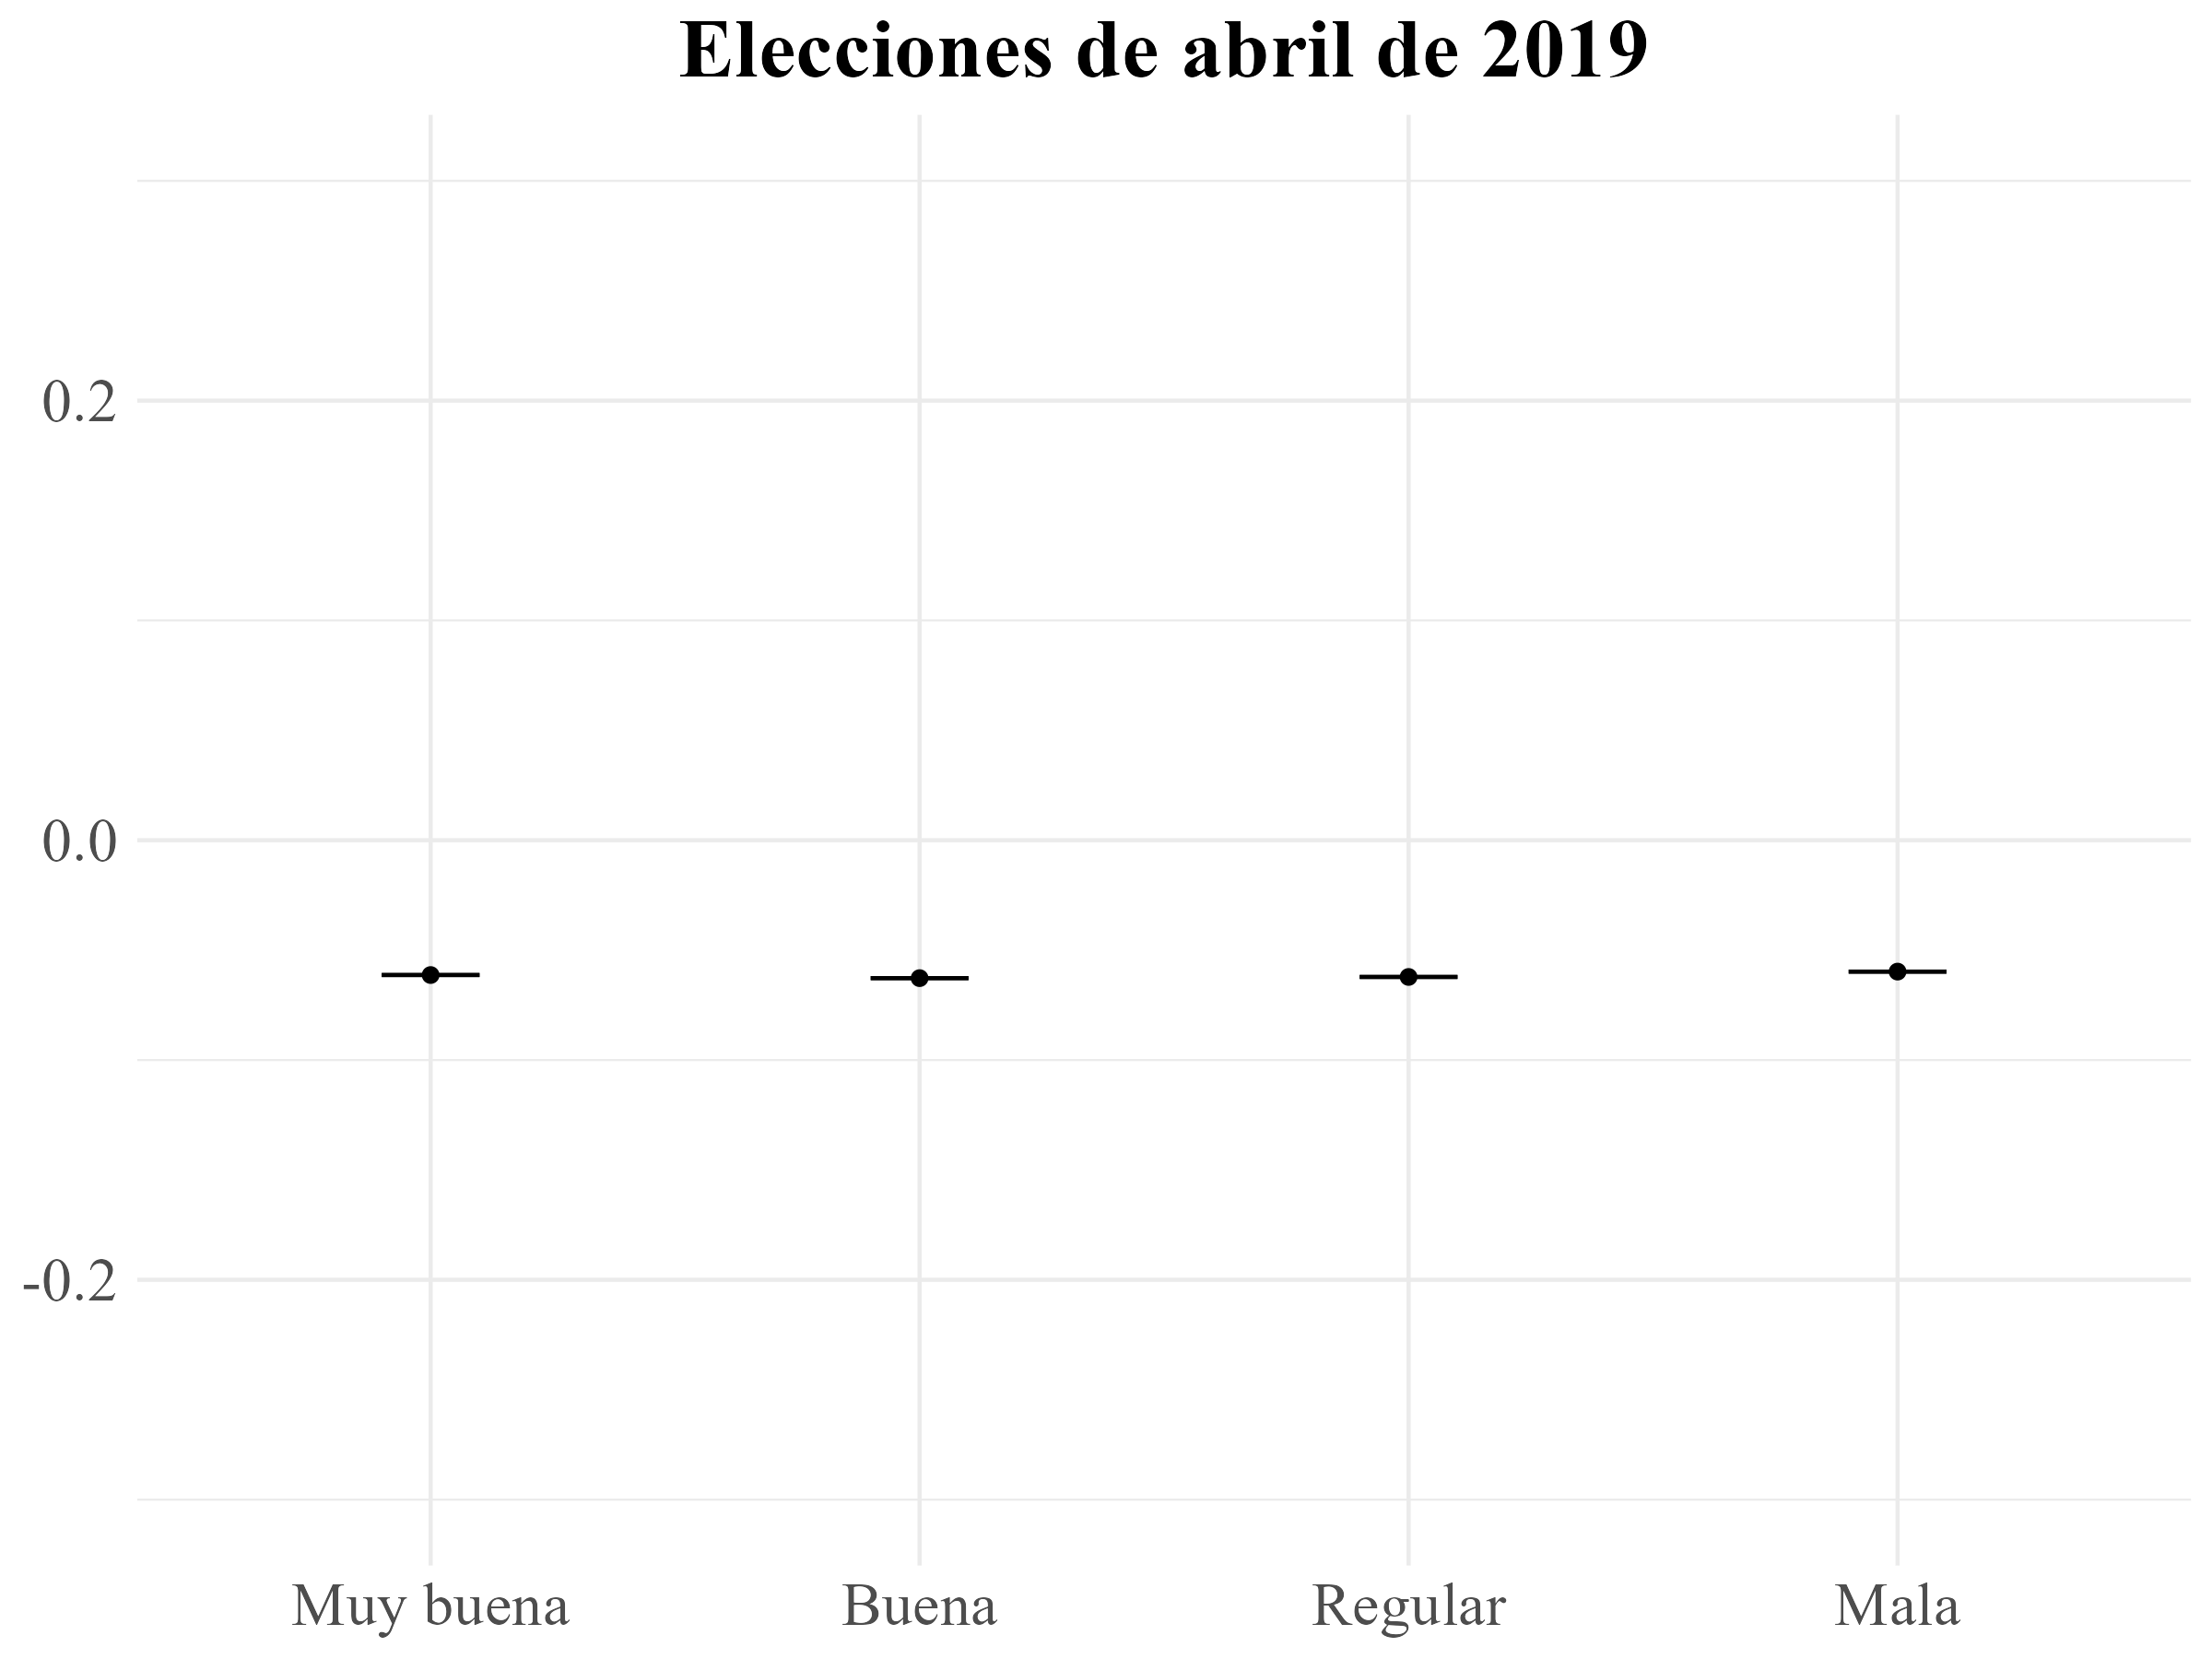 Elecciones de abril de 2019
0.2
0.0
-0.2
Muy buena
Buena
Regular
Mala